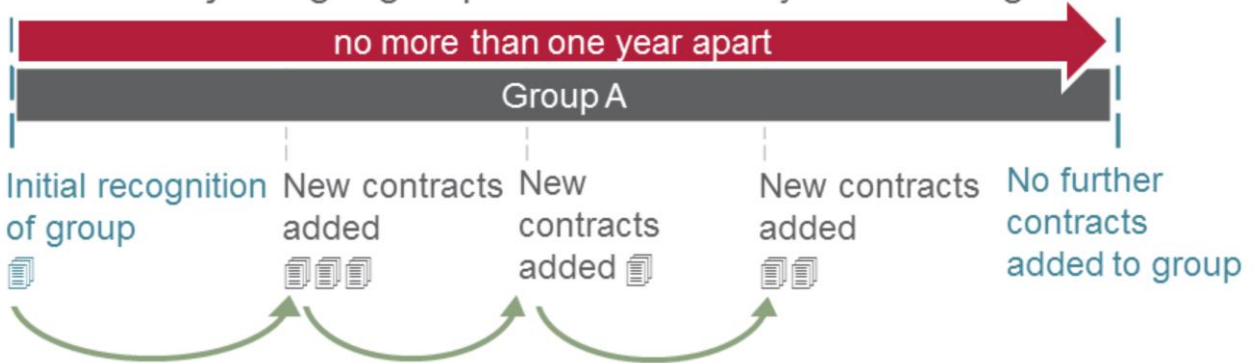 no more than one year apart
Group A
Initial recognition
of group
New contracts
added
New
contracts
added
New contracts
added
No further
contracts
added to group